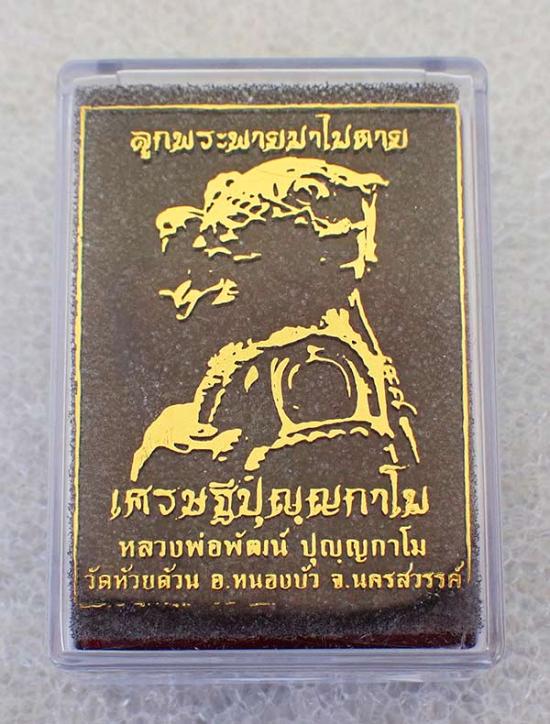 ลูกพระพายมาไปตาย
เศรษฐีปุญฺญกาโม
หลวงพ่อพัฒน์ ปุญฺญกาโม
วัดห้วยด้วน อ.หนองบัว จ.นครสวรรค์